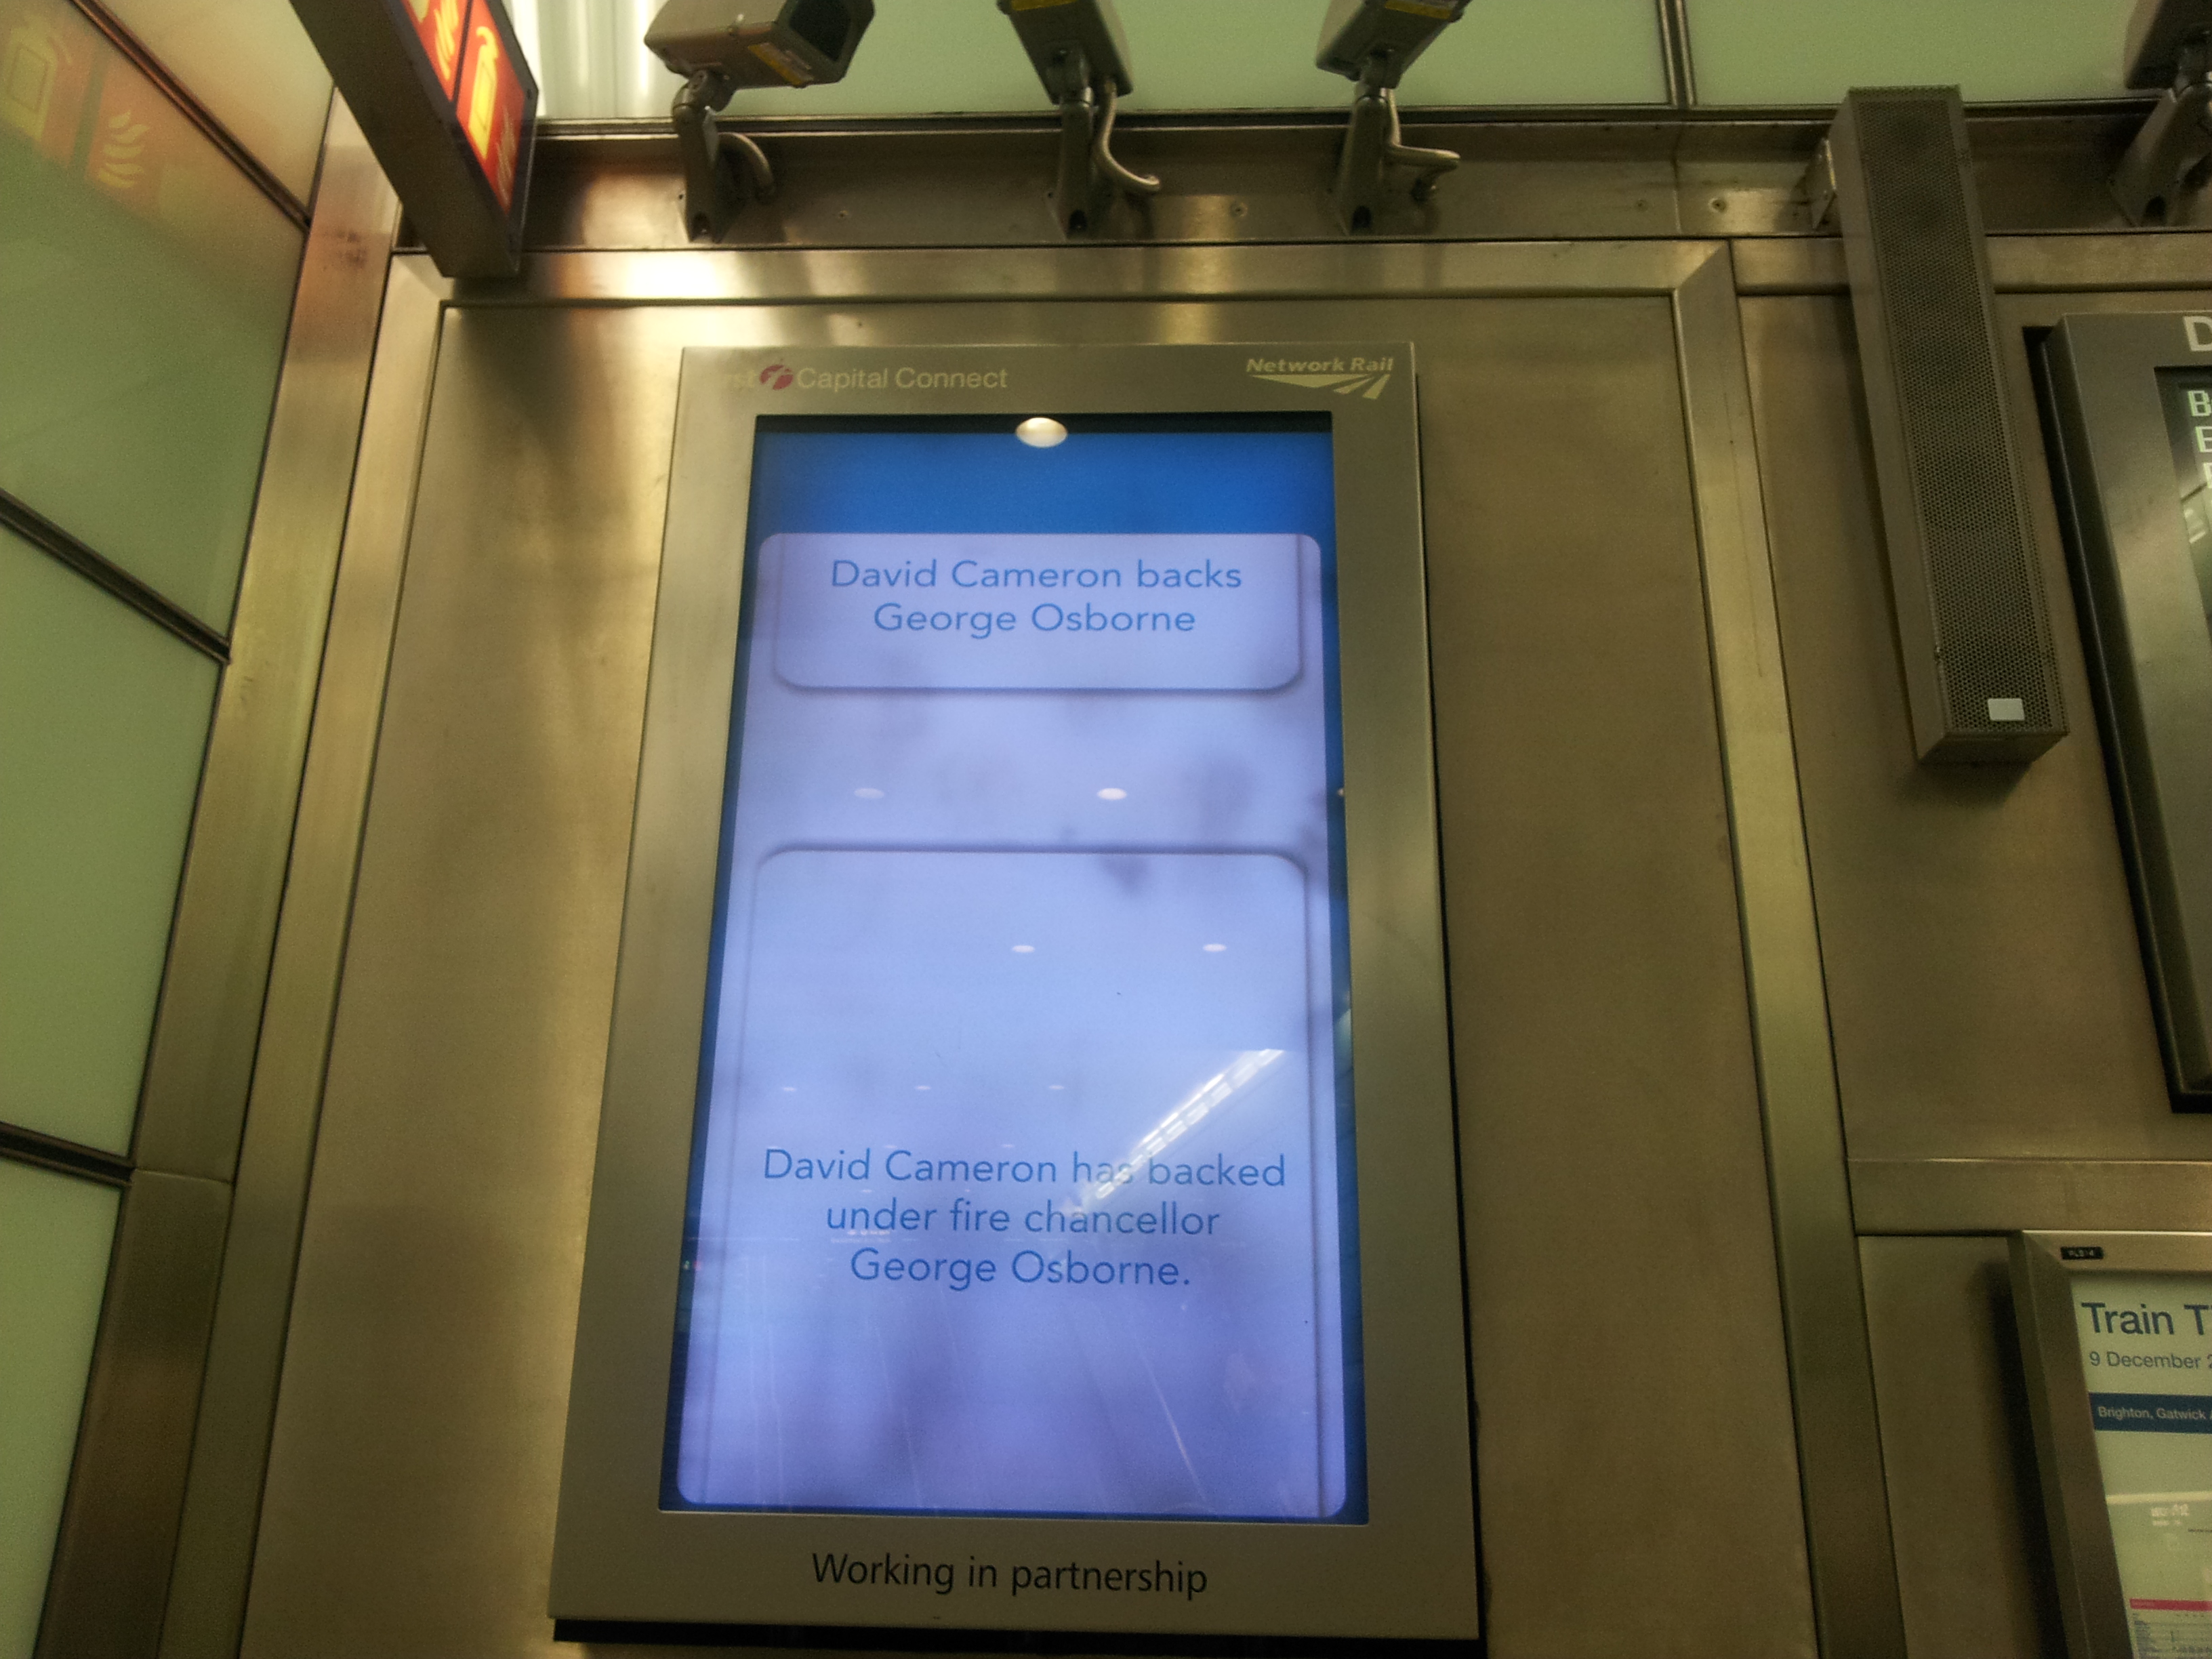 Capital Connect
Network Rail
David Cameron backs
George Osborne
David Cameron has backed
under fire chancellor
George Osborne.
Working in partnership
Train
9 December
Brighton, Gatwick